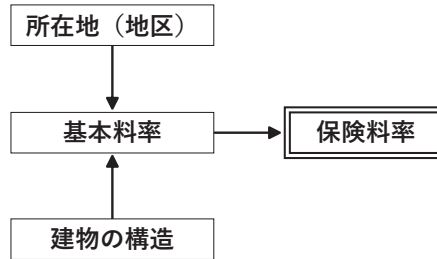 所在地（地区）
基本料率
保険料率
建物の構造